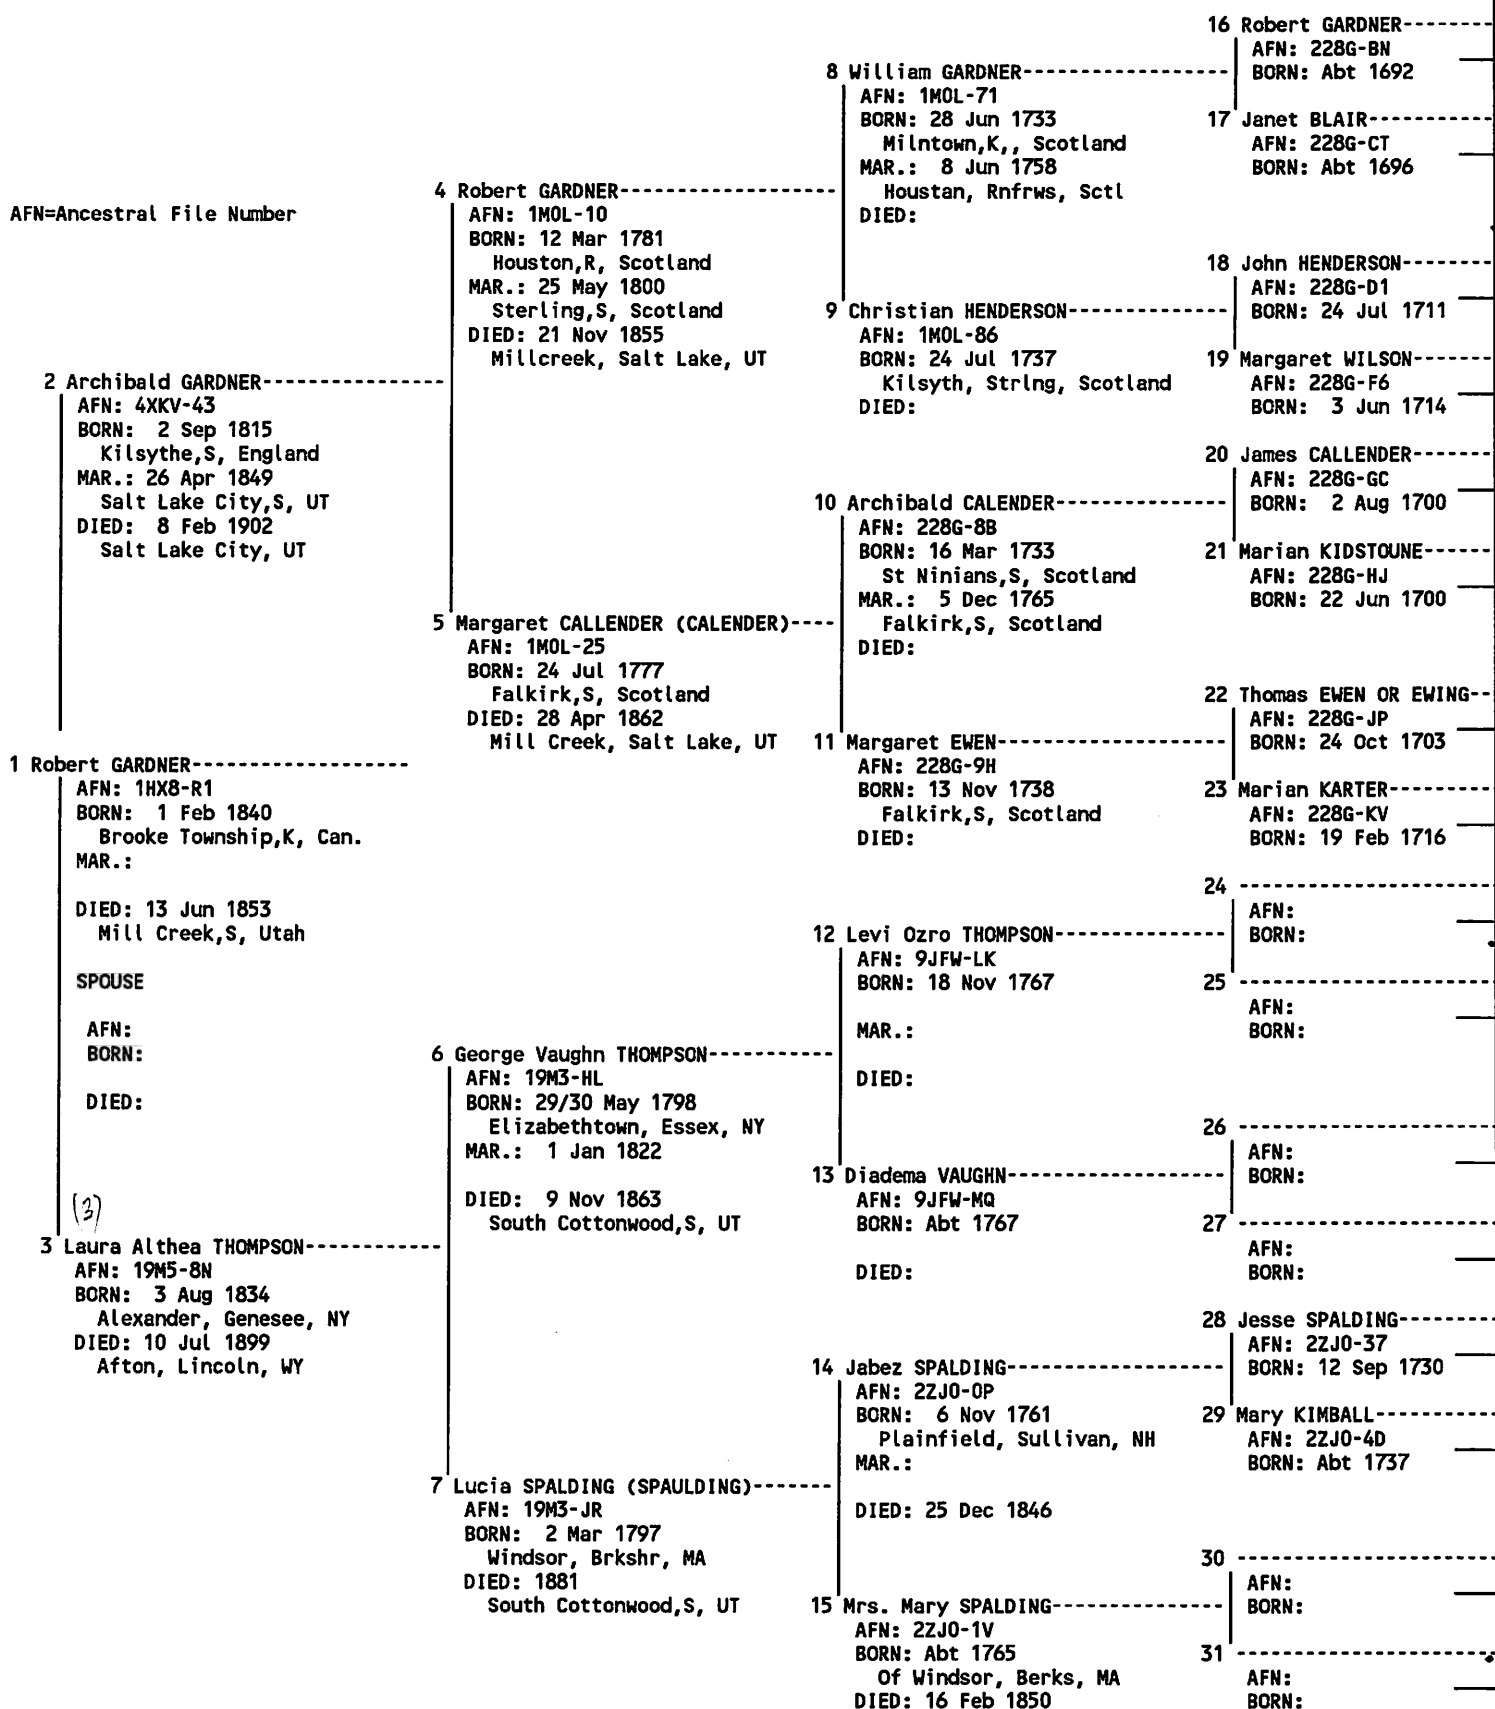 AFN=Ancestral File Number
1 Robert GARDNER
AFN: 1HX8-R1
BORN: 1 Feb 1840
Brooke Township,K, Can.
MAR.:
DIED: 13 Jun 1853
Mill Creek,S, Utah
SPOUSE
AFN:
BORN:
DIED:
2 Archibald GARDNER
AFN: 4XKV-43
BORN: 2 Sep 1815
Kilsythe,S, England
MAR.: 26 Apr 1849
Salt Lake City,S, UT
DIED: 8 Feb 1902
Salt Lake City, UT
(3)
3 Laura Althea THOMPSON
AFN: 19M5-8N
BORN: 3 Aug 1834
Alexander, Genesee, NY
DIED: 10 Jul 1899
Afton, Lincoln, WY
4 Robert GARDNER
AFN: 1MOL-10
BORN: 12 Mar 1781
Houston,R, Scotland
MAR.: 25 May 1800
Sterling,S, Scotland
DIED: 21 Nov 1855
Millcreek, Salt Lake, UT
5 Margaret CALLENDER (CALENDER)
AFN: 1MOL-25
BORN: 24 Jul 1777
Falkirk,S, Scotland
DIED: 28 Apr 1862
Mill Creek, Salt Lake, UT
6 George Vaughn THOMPSON
AFN: 19M3-HL
BORN: 29/30 May 1798
Elizabethtown, Essex, NY
MAR.: 1 Jan 1822
DIED: 9 Nov 1863
South Cottonwood,S, UT
7 Lucia SPALDING (SPAULDING)
AFN: 19M3-JR
BORN: 2 Mar 1797
Windsor, Brkshr, MA
DIED: 1881
South Cottonwood,S, UT
8 William GARDNER
AFN: 1MOL-71
BORN: 28 Jun 1733
Milntown,K,, Scotland
MAR.: 8 Jun 1758
Houstan, Rnfrws, Sctl
DIED:
9 Christian HENDERSON
AFN: 1MOL-86
BORN: 24 Jul 1737
Kilsyth, Strlng, Scotland
DIED:
10 Archibald CALENDER
AFN: 228G-8B
BORN: 16 Mar 1733
St Ninians,S, Scotland
MAR.: 5 Dec 1765
Falkirk,S, Scotland
DIED:
11 Margaret EWEN
AFN: 228G-9H
BORN: 13 Nov 1738
Falkirk,S, Scotland
DIED:
12 Levi Ozro THOMPSON
AFN: 9JFW-LK
BORN: 18 Nov 1767
MAR.:
DIED:
13 Diadema VAUGHN
AFN: 9JFW-MQ
BORN: Abt 1767
DIED:
14 Jabez SPALDING
AFN: 2ZJ0-0P
BORN: 6 Nov 1761
Plainfield, Sullivan, NH
MAR.:
DIED: 25 Dec 1846
15 Mrs. Mary SPALDING
AFN: 2ZJ0-1V
BORN: Abt 1765
Of Windsor, Berks, MA
DIED: 16 Feb 1850
16 Robert GARDNER
AFN: 228G-BN
BORN: Abt 1692
17 Janet BLAIR
AFN: 228G-CT
BORN: Abt 1696
18 John HENDERSON
AFN: 228G-D1
BORN: 24 Jul 1711
19 Margaret WILSON
AFN: 228G-F6
BORN: 3 Jun 1714
20 James CALLENDER
AFN: 228G-GC
BORN: 2 Aug 1700
21 Marian KIDSTOUNE
AFN: 228G-HJ
BORN: 22 Jun 1700
22 Thomas EWEN OR EWING
AFN: 228G-JP
BORN: 24 Oct 1703
23 Marian KARTER
AFN: 228G-KV
BORN: 19 Feb 1716
24
AFN:
BORN:
25
AFN:
BORN:
26
AFN:
BORN:
27
AFN:
BORN:
28 Jesse SPALDING
AFN: 2ZJ0-37
BORN: 12 Sep 1730
29 Mary KIMBALL
AFN: 2ZJ0-4D
BORN: Abt 1737
30
AFN:
BORN:
31
AFN:
BORN: